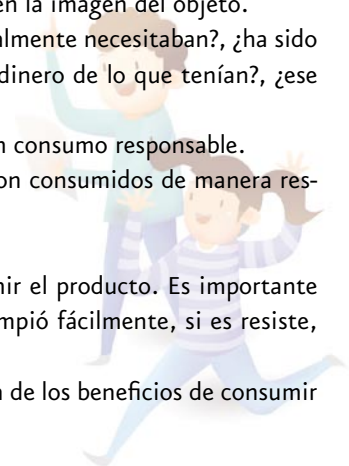 en la imagen del objeto.
almente necesitaban?, ¿ha sido
dinero de lo que tenían?, ¿ese
n consumo responsable.
on consumidos de manera res-
mir el producto. Es importante
mpió fácilmente, si es resiste,
n de los beneficios de consumir